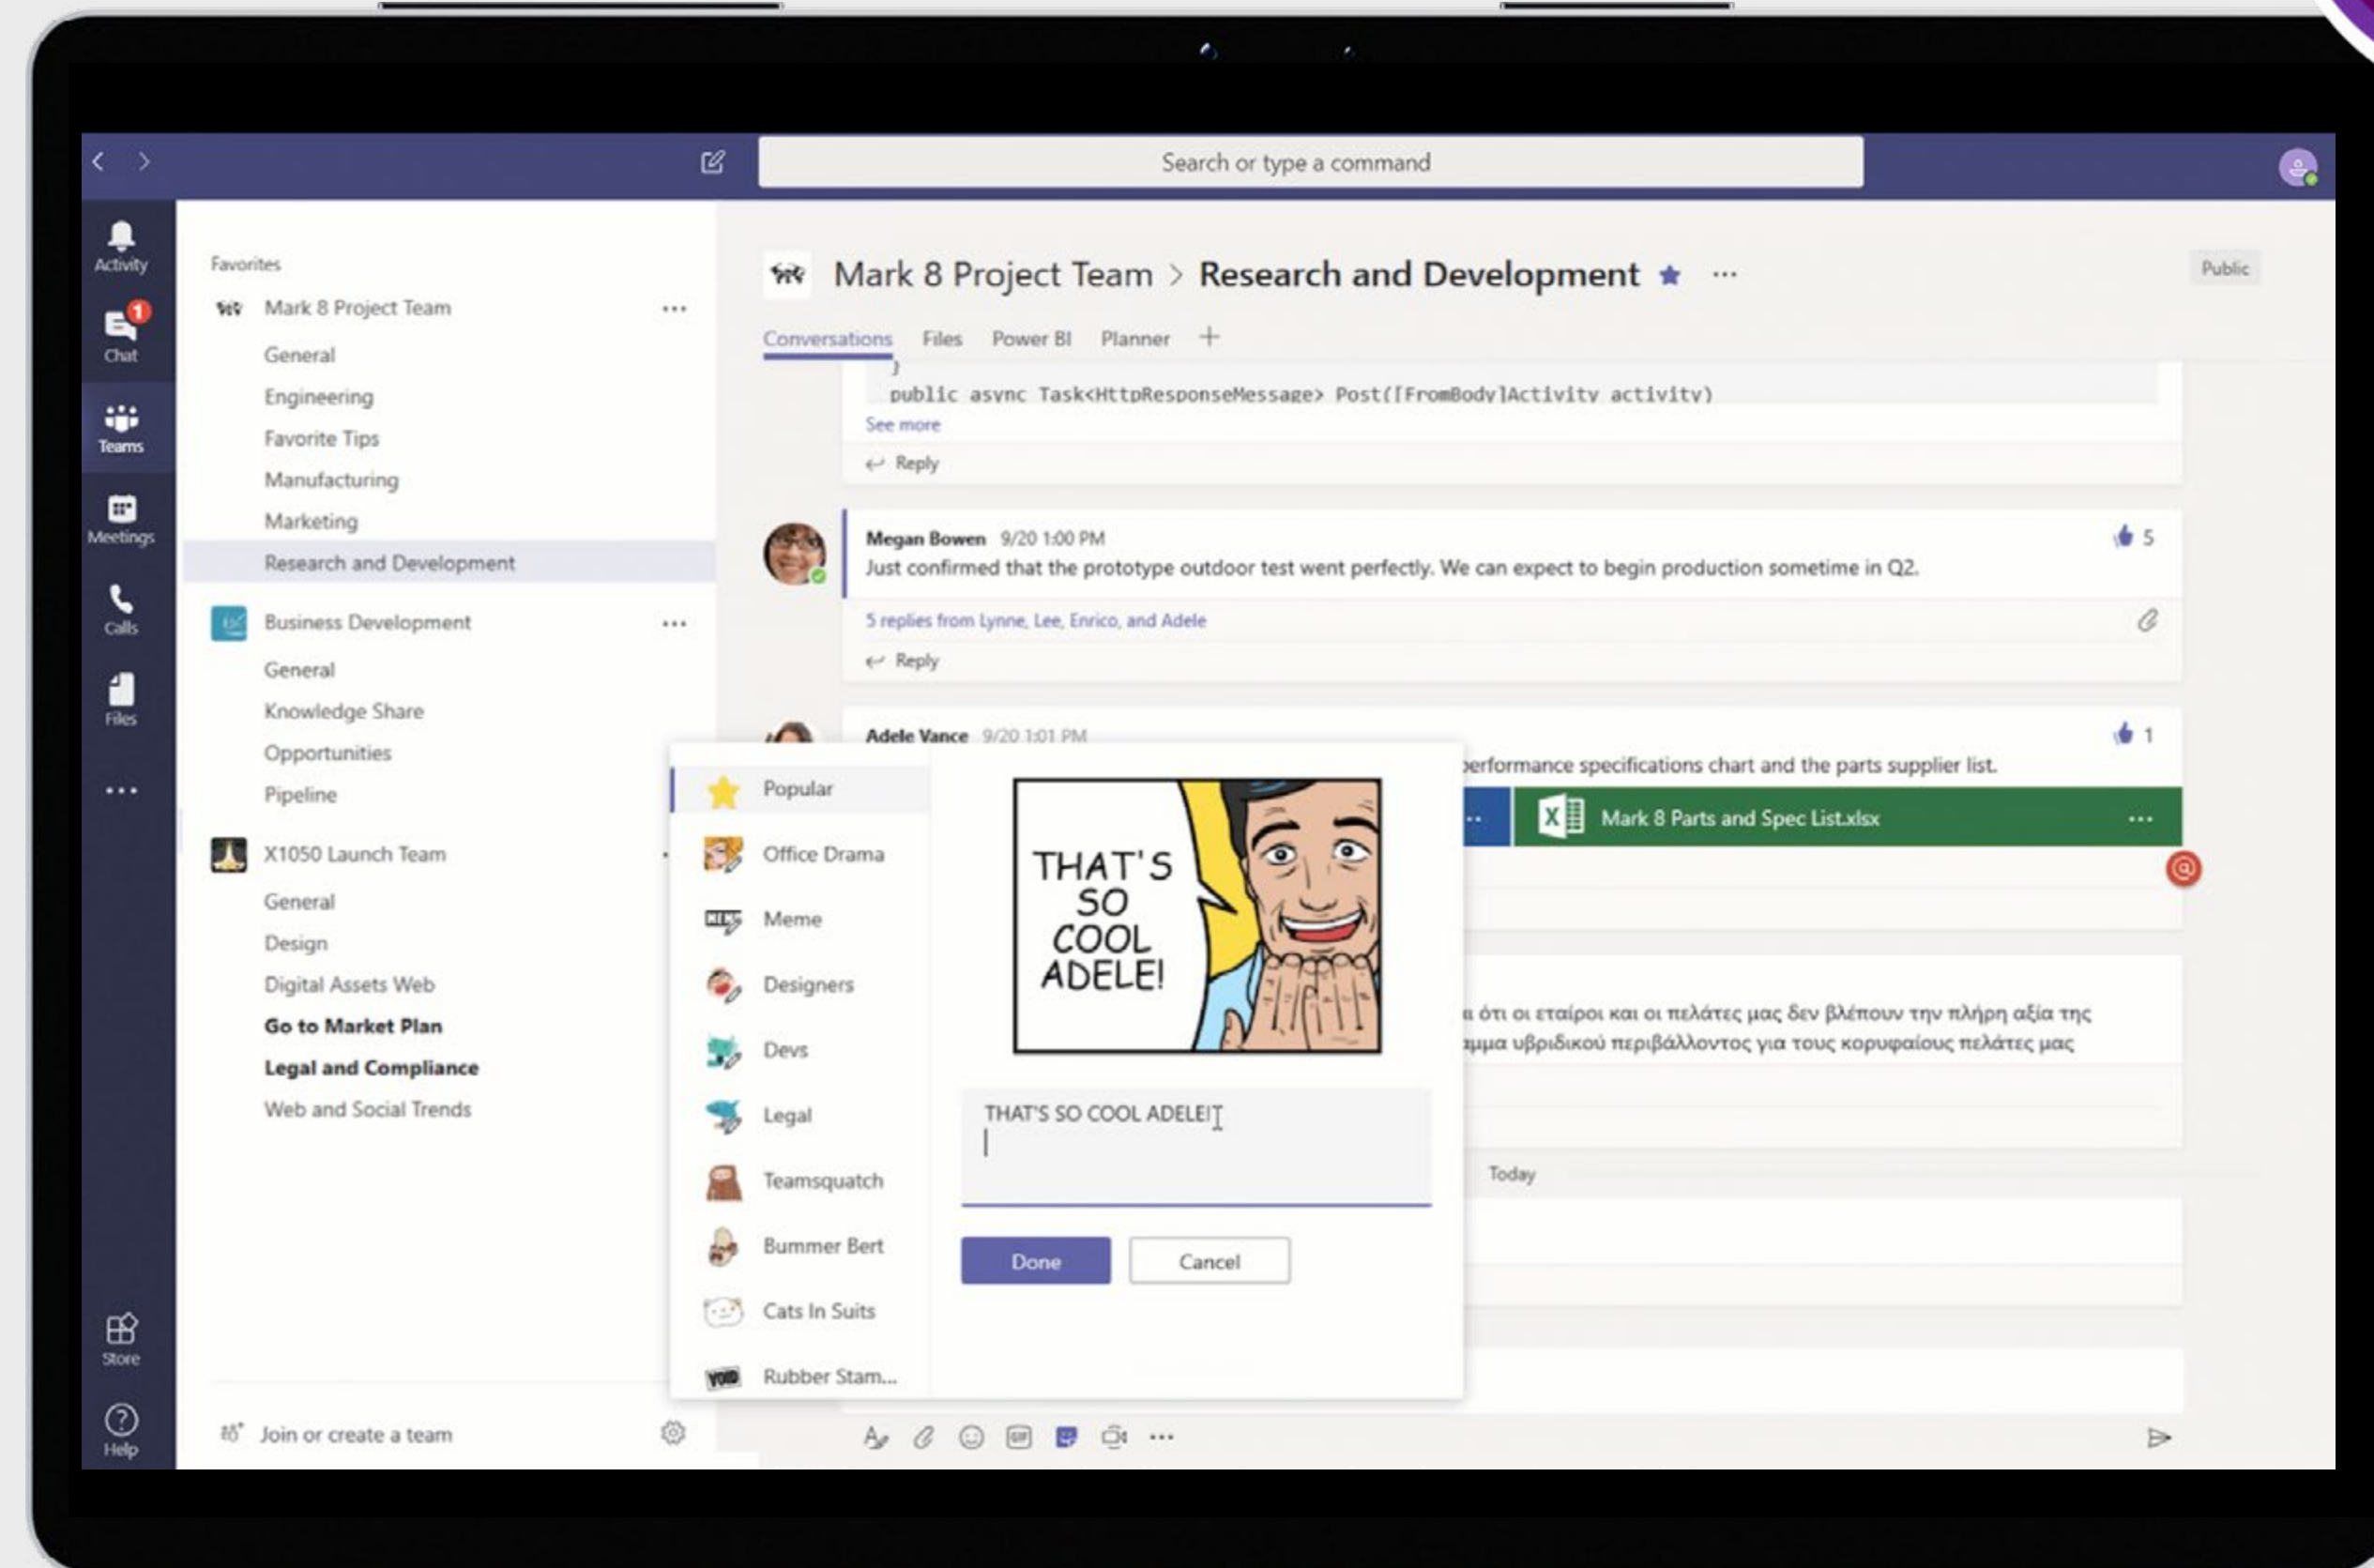 Search or type a command
Activity
1
Chat
Teams
Meetings
Calls
Files
Store
Help
Favorites
Mark 8 Project Team
General
Engineering
Favorite Tips
Manufacturing
Marketing
Research and Development
Business Development
General
Knowledge Share
Opportunities
Pipeline
X1050 Launch Team
General
Design
Digital Assets Web
Go to Market Plan
Legal and Compliance
Web and Social Trends
Join or create a team
Mark 8 Project Team > Research and Development
Public
Conversations Files Power BI Planner +
}
public async Task<HttpResponseMessage> Post([FromBody]Activity activity)
See more
Reply
Megan Bowen 9/20 1:00 PM
5
Just confirmed that the prototype outdoor test went perfectly. We can expect to begin production sometime in Q2.
5 replies from Lynne, Lee, Enrico, and Adele
Reply
Adele Vance 9/20 1:01 PM
1
performance specifications chart and the parts supplier list.
Mark 8 Parts and Spec List.xlsx
@
ότι οι εταίροι και οι πελάτες μας δεν βλέπουν την πλήρη αξία της
υβριδικού περιβάλλοντος για τους κορυφαίους πελάτες μας
Today
Popular
Office Drama
Meme
Designers
Devs
Legal
Teamsquatch
Bummer Bert
Cats In Suits
VOID
Rubber Stam...
THAT'S
SO
COOL
ADELE!
THAT'S SO COOL ADELE!
Done
Cancel
GIF